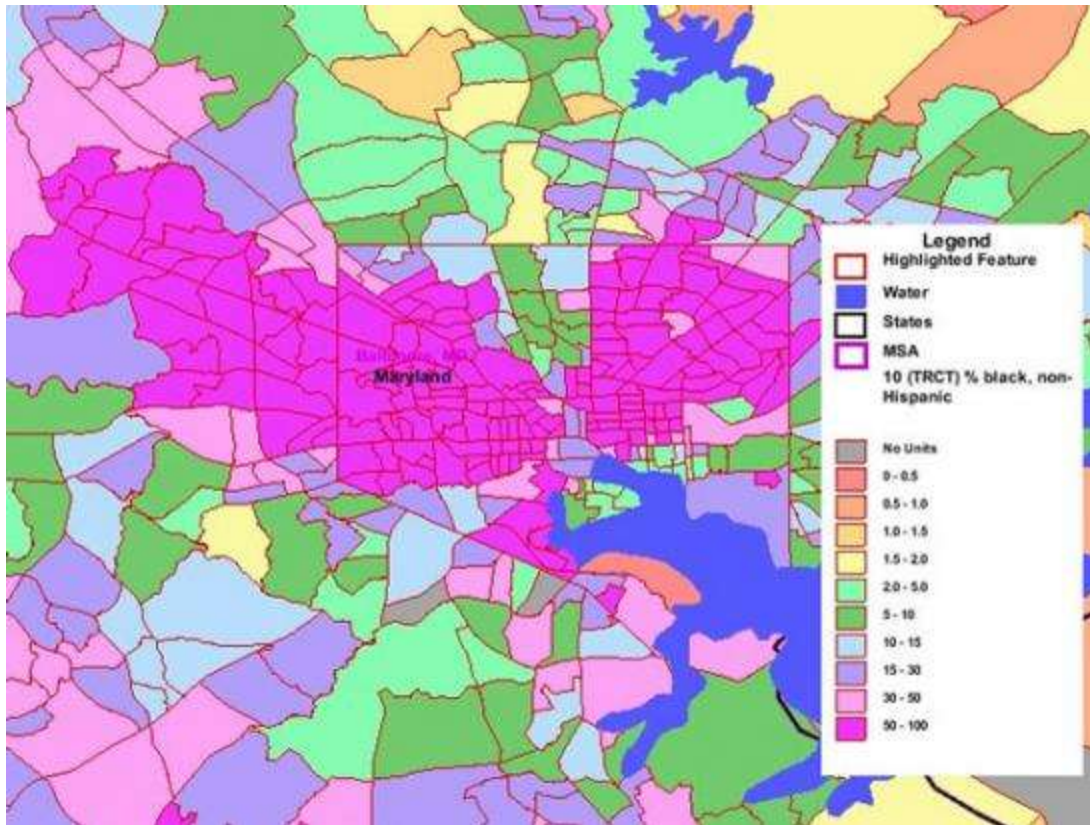 Baltimore, MD
Maryland
Legend
Highlighted Feature
Water
States
MSA
10 (TRCT) % black, non-
Hispanic
No Units
0 - 0.5
0.5 - 1.0
1.0 - 1.5
1.5 - 2.0
2.0 - 5.0
5 - 10
10 - 15
15 - 30
30 - 50
50 - 100